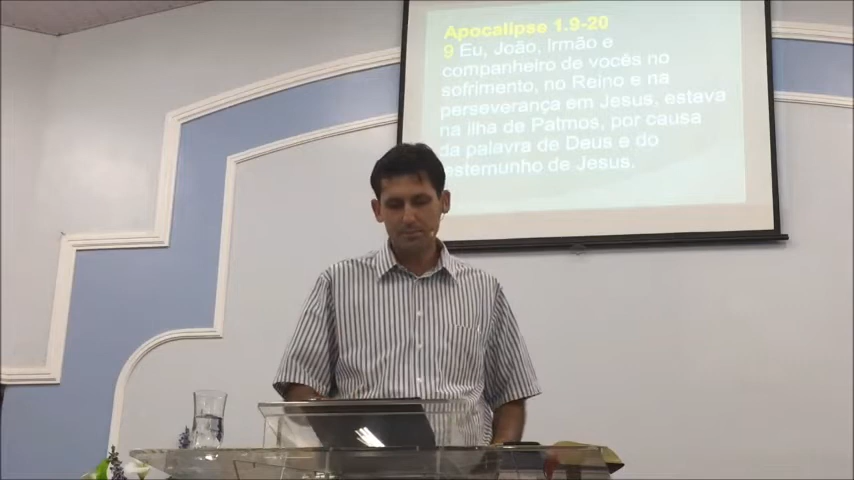 Apocalipse 1.9-20
9 Eu, João, irmão e
companheiro de vocês no
sofrimento, no Reino e na
perseverança em Jesus, estava
na ilha de Patmos, por causa
da palavra de Deus e do
testemunho de Jesus.